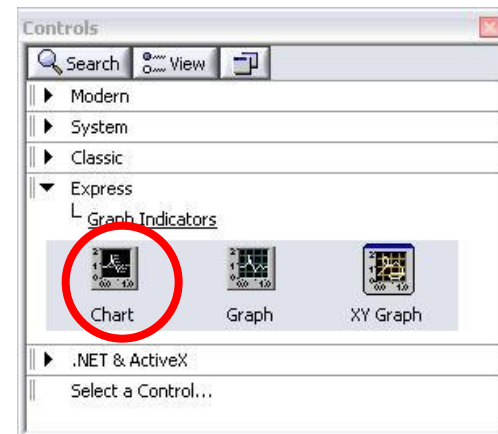 Controls
Search View
Modern
System
Classic
Express
Graph Indicators
Chart Graph XY Graph
.NET & ActiveX
Select a Control...